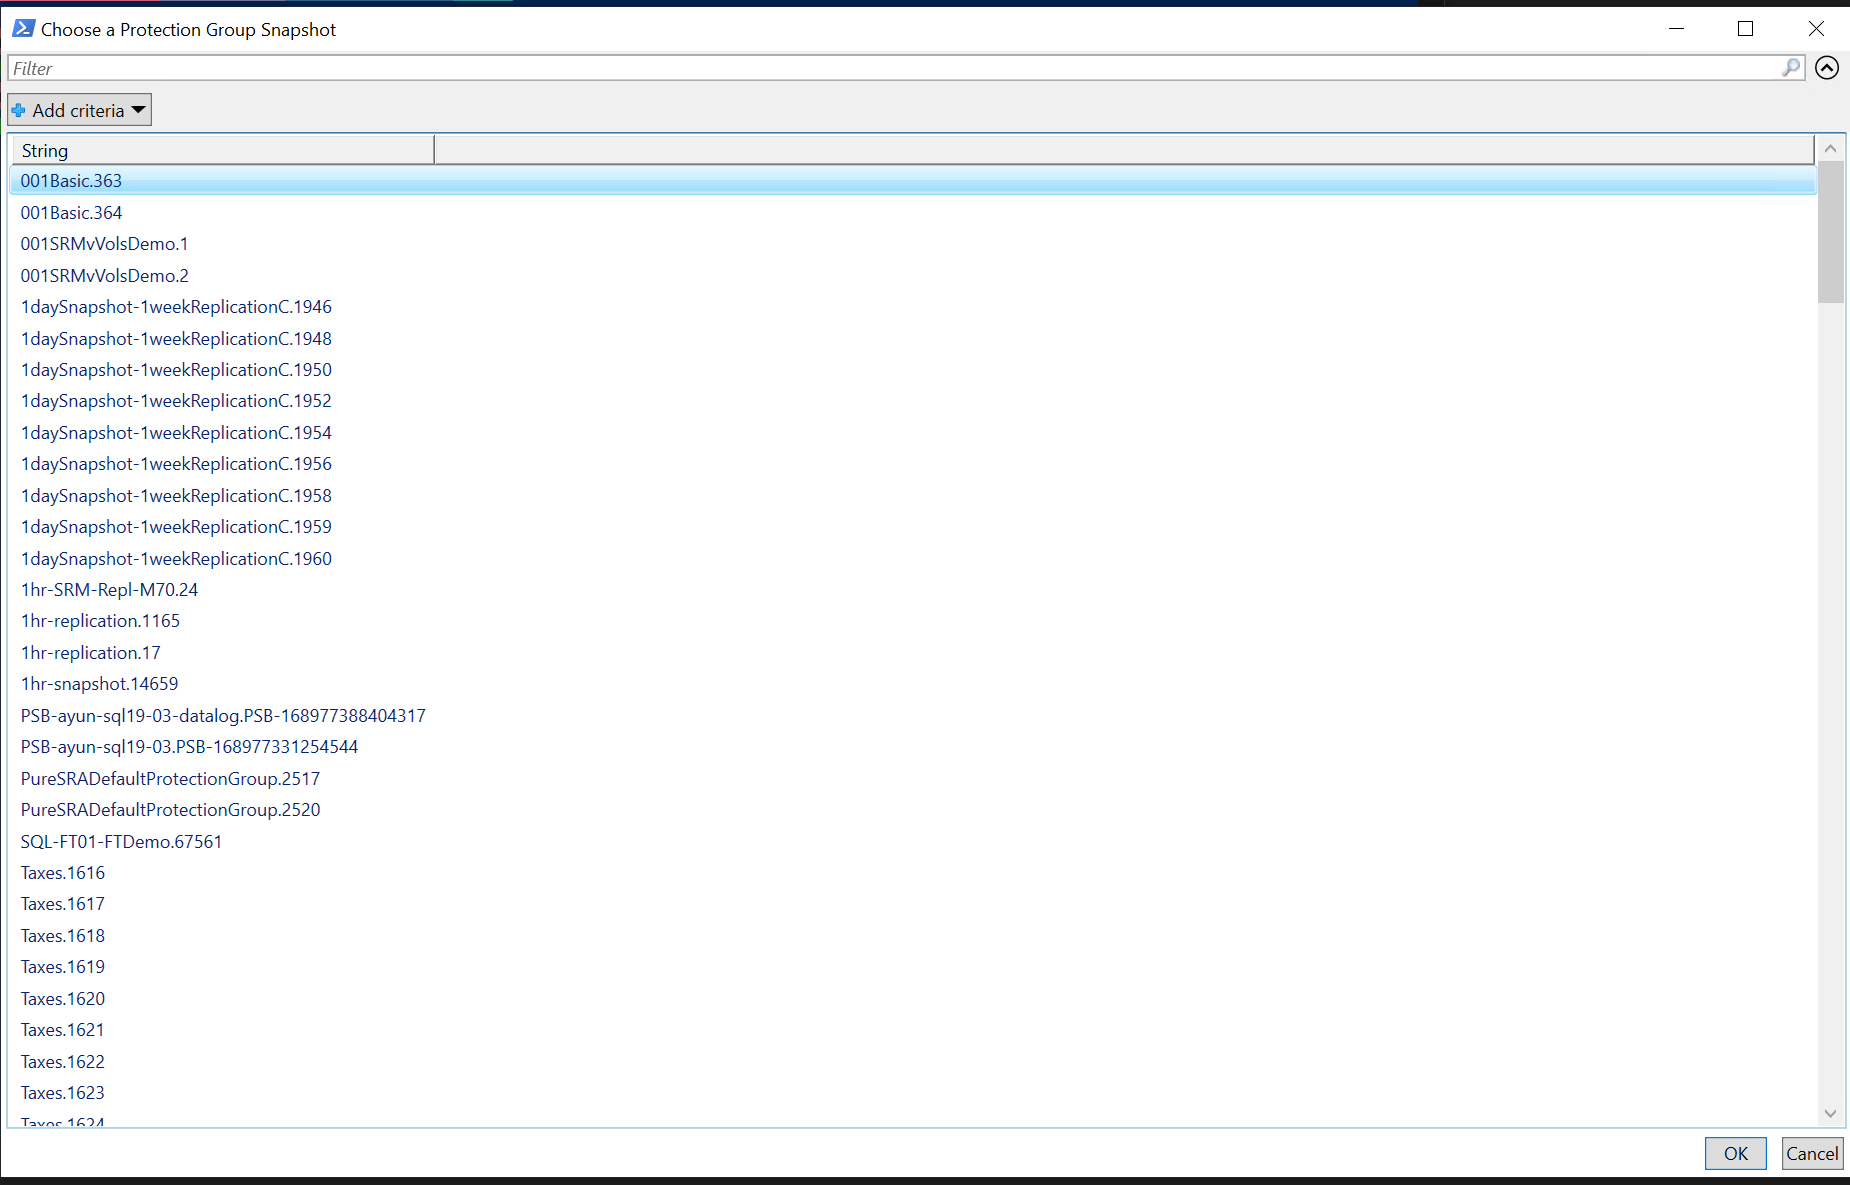 Choose a Protection Group Snapshot
Filter
Add criteria
String
001Basic.363
001Basic.364
001SRMvVolsDemo.1
001SRMvVolsDemo.2
1daySnapshot-1weekReplicationC.1946
1daySnapshot-1weekReplicationC.1948
1daySnapshot-1weekReplicationC.1950
1daySnapshot-1weekReplicationC.1952
1daySnapshot-1weekReplicationC.1954
1daySnapshot-1weekReplicationC.1956
1daySnapshot-1weekReplicationC.1958
1daySnapshot-1weekReplicationC.1959
1daySnapshot-1weekReplicationC.1960
1hr-SRM-Repl-M70.24
1hr-replication.1165
1hr-replication.17
1hr-snapshot.14659
PSB-ayun-sql19-03-datalog.PSB-168977388404317
PSB-ayun-sql19-03.PSB-168977331254544
PureSRADefaultProtectionGroup.2517
PureSRADefaultProtectionGroup.2520
SQL-FT01-FTDemo.67561
Taxes.1616
Taxes.1617
Taxes.1618
Taxes.1619
Taxes.1620
Taxes.1621
Taxes.1622
Taxes.1623
Taxes.1624
OK Cancel